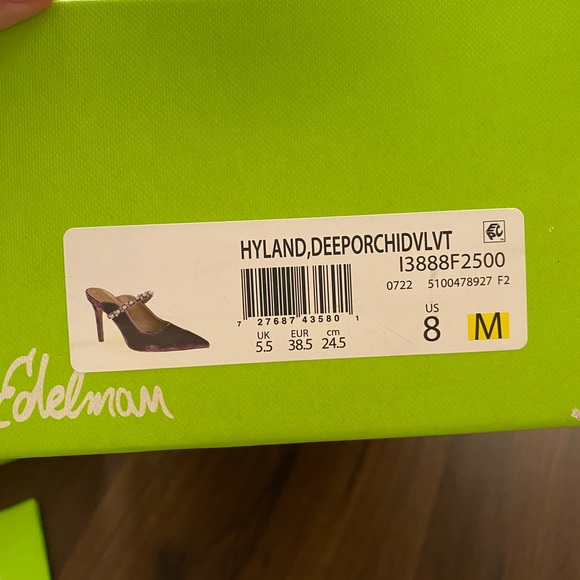 HYLAND,DEEPORCHIDVLVT
I3888F2500
0722 5100478927 F2
7 27687 43580 1
UK EUR cm
5.5 38.5 24.5
US
8 M
Edelman